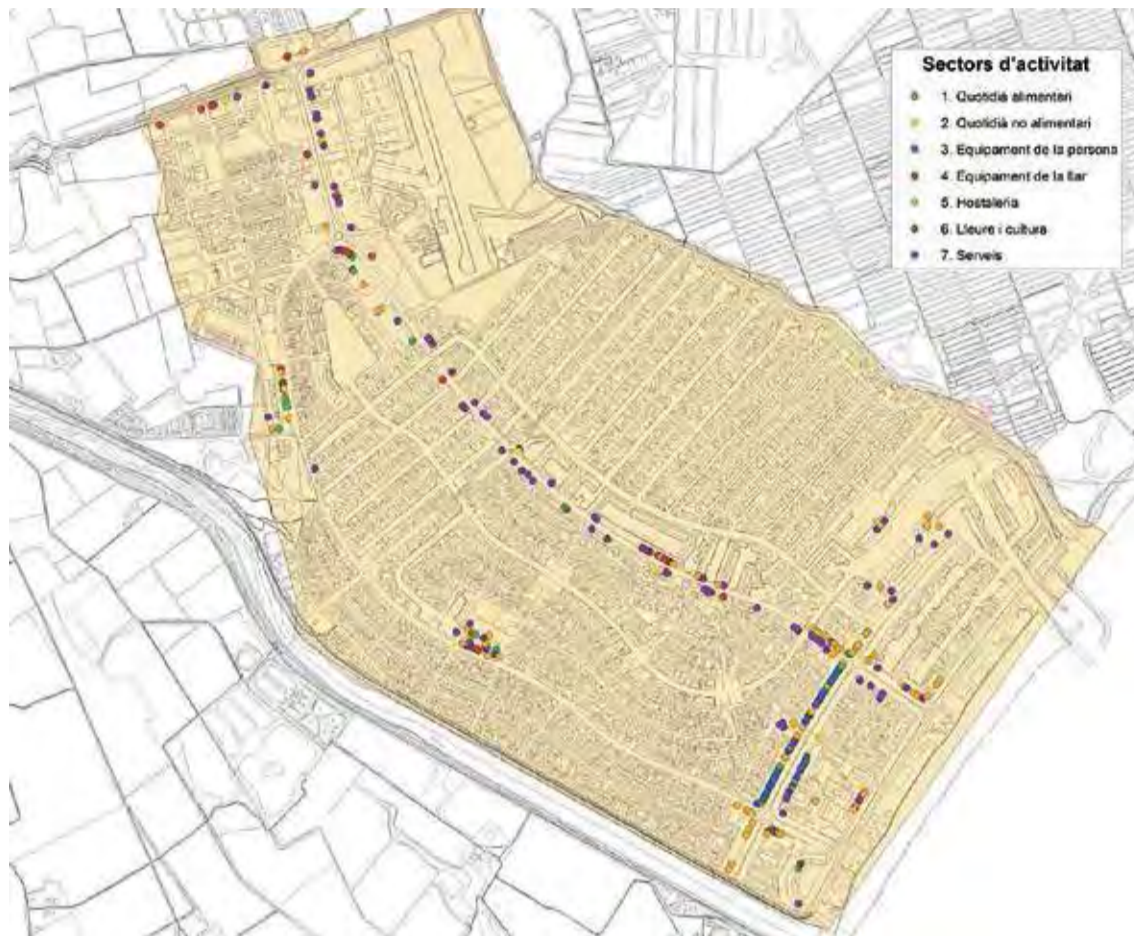 Sectors d'activitat
1. Quotidià alimentari
2. Quotidià no alimentari
3. Equipament de la persona
4. Equipament de la llar
5. Hostaleria
6. Lleure i cultura
7. Serveis